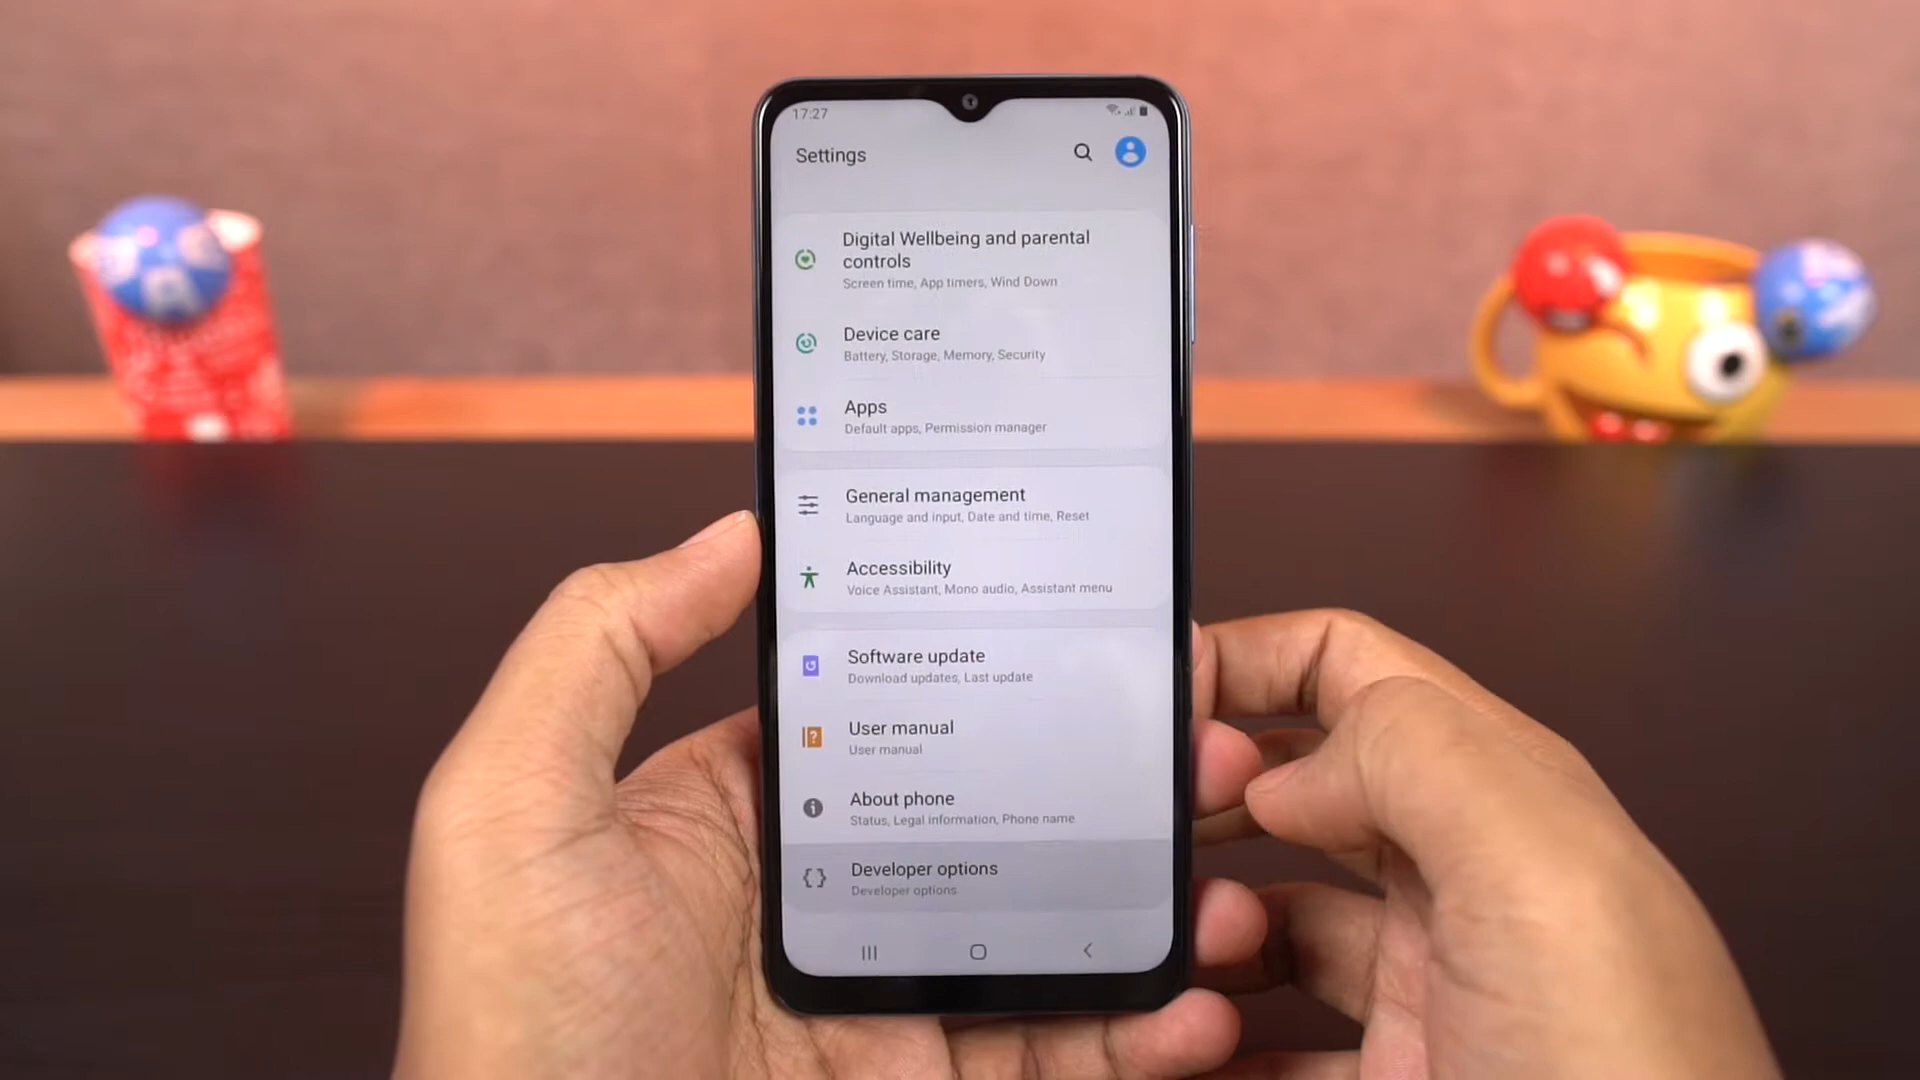 17:27
Settings
Digital Wellbeing and parental
controls
Screen time, App timers, Wind Down
Device care
Battery, Storage, Memory, Security
Apps
Default apps, Permission manager
General management
Language and input, Date and time, Reset
Accessibility
Voice Assistant, Mono audio, Assistant menu
Software update
Download updates, Last update
User manual
User manual
About phone
Status, Legal information, Phone name
Developer options
Developer options